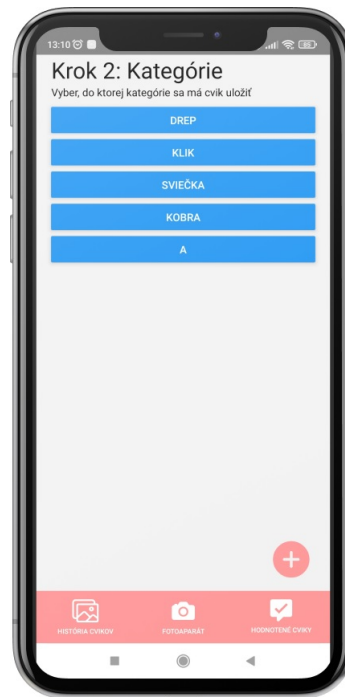 13:10
Krok 2: Kategórie
Vyber, do ktorej kategórie sa má cvik uložiť
DREP
KLIK
SVIEČKA
KOBRA
A
HISTÓRIA CVIKOV
FOTOAPARÁT
HODNOTENÉ CVIKY